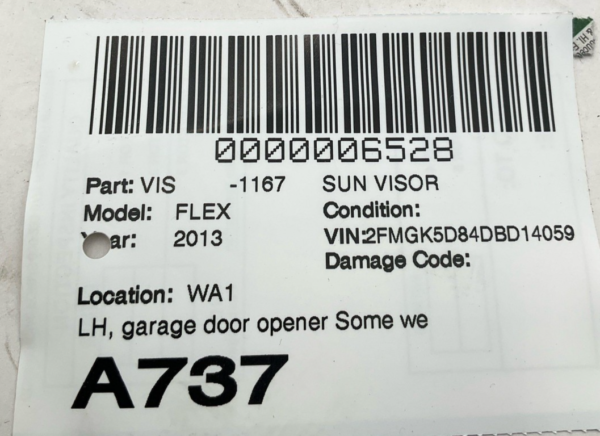 0000006528
Part: VIS -1167 SUN VISOR
Model: FLEX Condition:
ar: 2013 VIN:2FMGK5D84DBD14059
Damage Code:
Location: WA1
LH, garage door opener Some we
A737